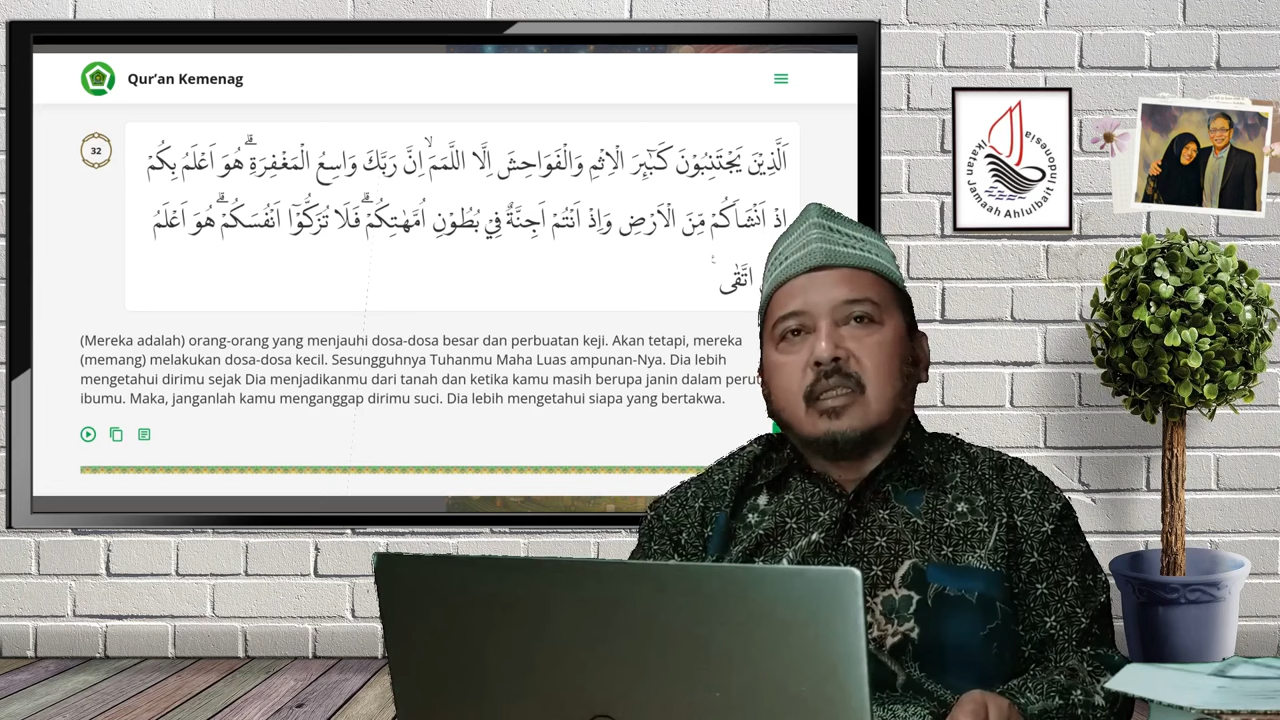 Qur'an Kemenag
32
اَلَّذِيْنَ يَجْتَنِبُوْنَ كَبٰۤىِٕرَ الْاِثْمِ وَالْفَوَاحِشَ اِلَّا اللَّمَمَۙ اِنَّ رَبَّكَ وَاسِعُ الْمَغْفِرَةِۗ هُوَ اَعْلَمُ بِكُمْ
اِذْ اَنْشَاَكُمْ مِّنَ الْاَرْضِ وَاِذْ اَنْتُمْ اَجِنَّةٌ فِيْ بُطُوْنِ اُمَّهٰتِكُمْۗ فَلَا تُزَكُّوْٓا اَنْفُسَكُمْۗ هُوَ اَعْلَمُ
اتَّقٰى
(Mereka adalah) orang-orang yang menjauhi dosa-dosa besar dan perbuatan keji. Akan tetapi, mereka
(memang) melakukan dosa-dosa kecil. Sesungguhnya Tuhanmu Maha Luas ampunan-Nya. Dia lebih
mengetahui dirimu sejak Dia menjadikanmu dari tanah dan ketika kamu masih berupa janin dalam perut
ibumu. Maka, janganlah kamu menganggap dirimu suci. Dia lebih mengetahui siapa yang bertakwa.
Ikatan Jamaah Ahlulbait Indonesia